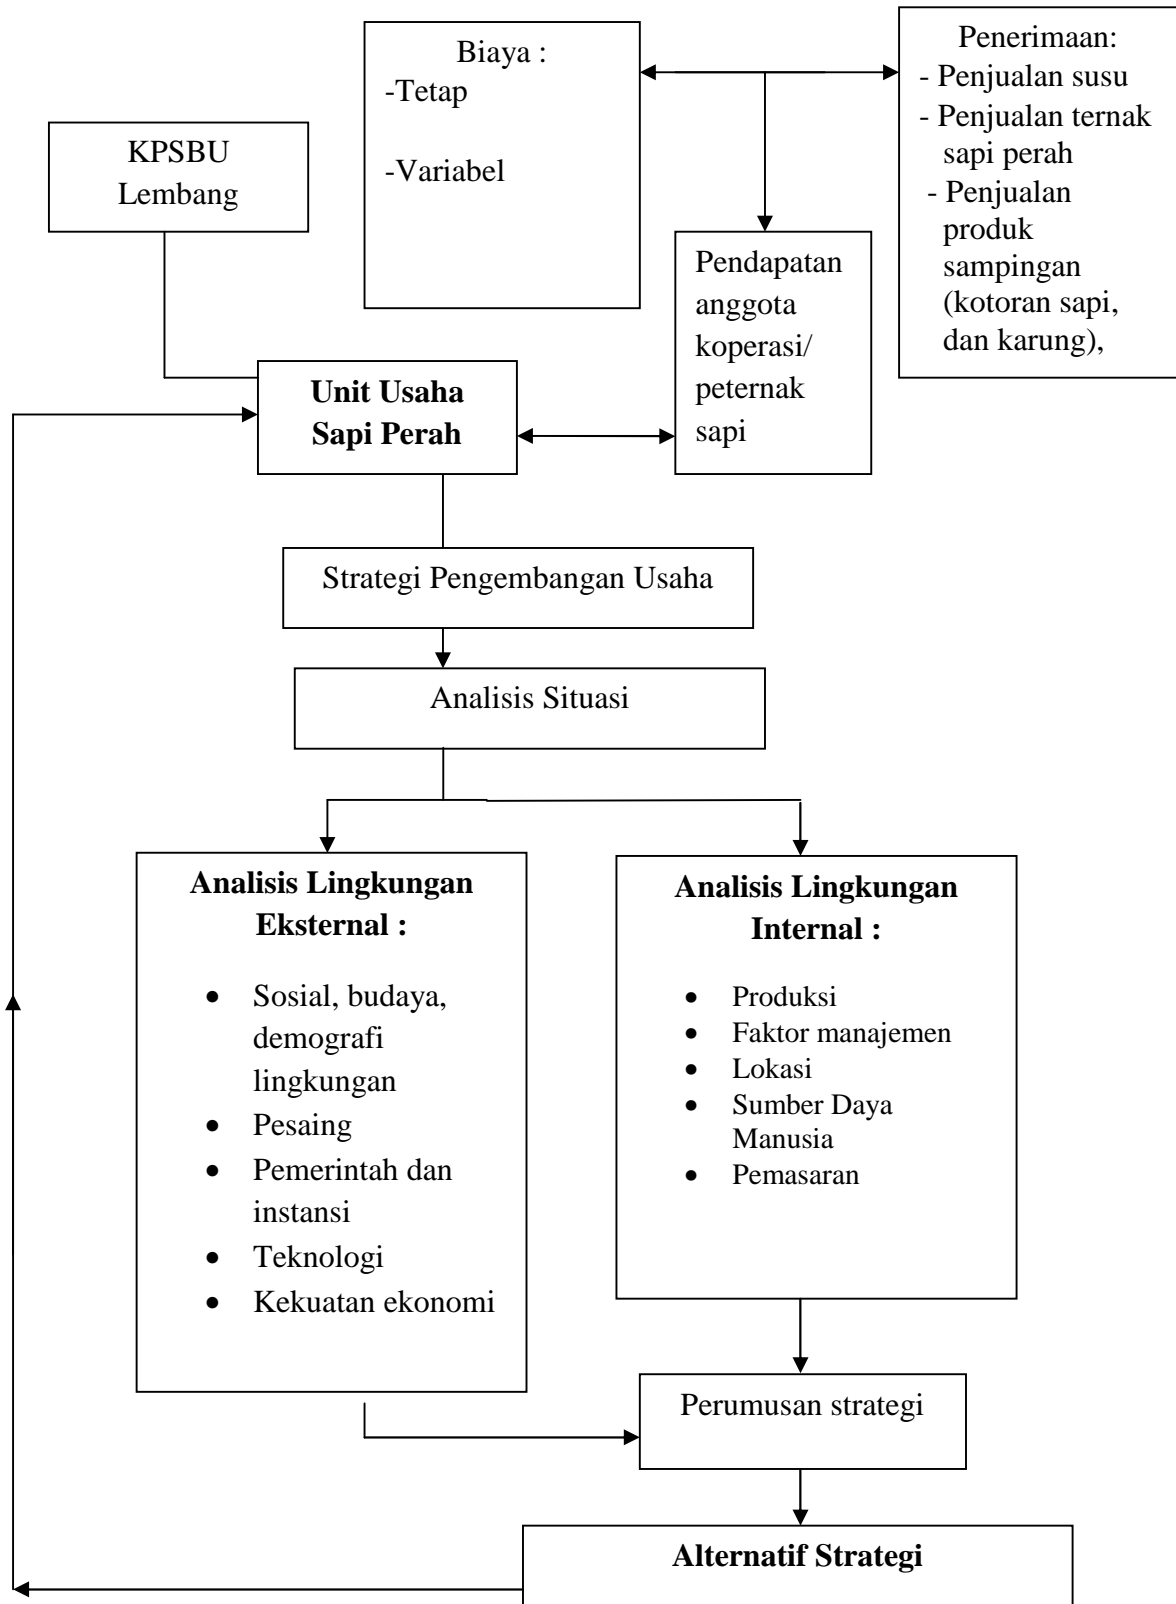 Biaya :
-Tetap
-Variabel
Penerimaan:
- Penjualan susu
- Penjualan ternak
sapi perah
- Penjualan
produk
sampingan
(kotoran sapi,
dan karung),
KPSBU
Lembang
Pendapatan
anggota
koperasi/
peternak
sapi
Unit Usaha
Sapi Perah
Strategi Pengembangan Usaha
Analisis Situasi
Analisis Lingkungan
Eksternal :
• Sosial, budaya,
demografi
lingkungan
• Pesaing
• Pemerintah dan
instansi
• Teknologi
• Kekuatan ekonomi
Analisis Lingkungan
Internal :
• Produksi
• Faktor manajemen
• Lokasi
• Sumber Daya
Manusia
• Pemasaran
Perumusan strategi
Alternatif Strategi